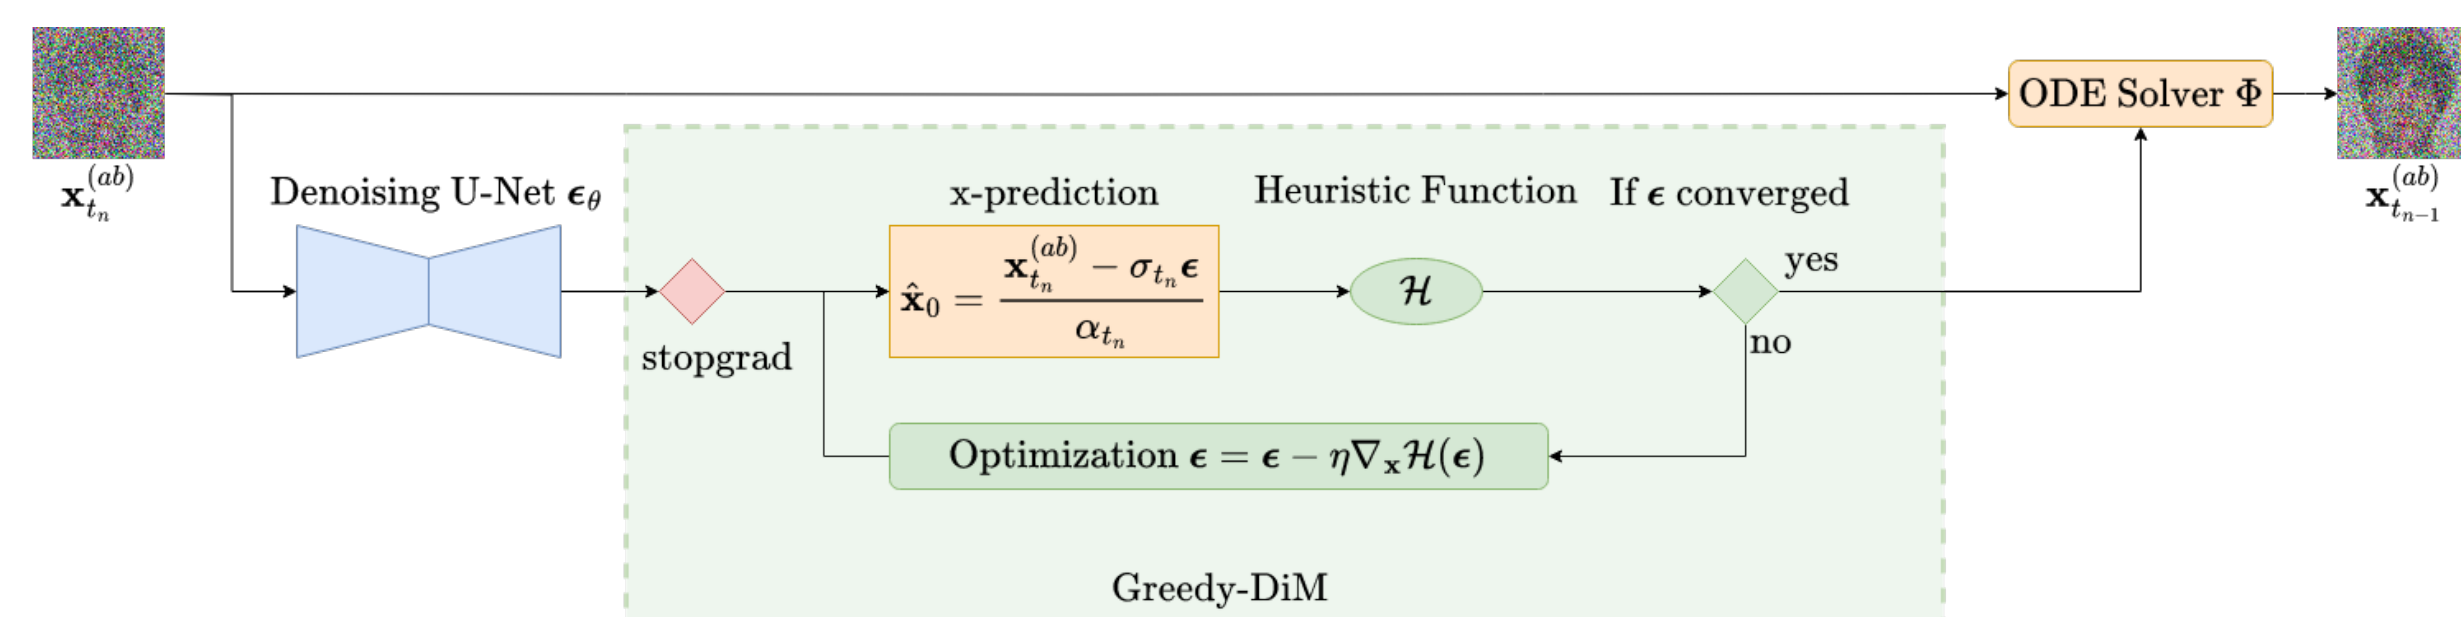 ODE Solver Φ
𝐱_{t_n}^{(ab)}
𝐱_{t_{n−1}}^{(ab)}
Denoising U-Net ϵ_θ
x-prediction
Heuristic Function
If ϵ converged
x̂_0 = (𝐱_{t_n}^{(ab)} − σ_{t_n}ϵ) / α_{t_n}
ℋ
yes
no
stopgrad
Optimization ϵ = ϵ − η∇_𝐱ℋ(ϵ)
Greedy-DiM